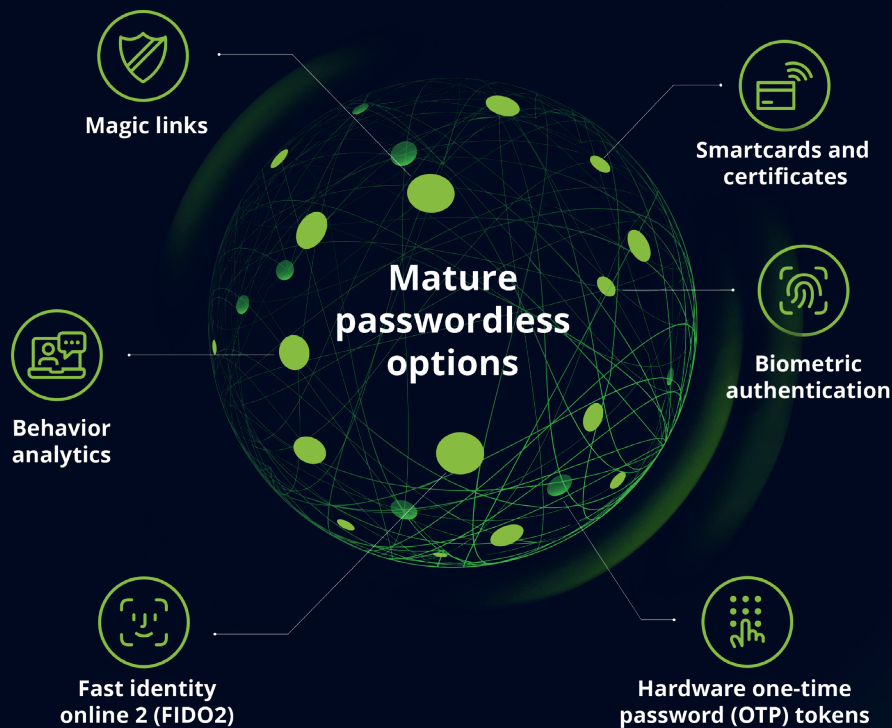 Magic links
Smartcards and
certificates
Mature
passwordless
options
Biometric
authentication
Behavior
analytics
Fast identity
online 2 (FIDO2)
Hardware one-time
password (OTP) tokens